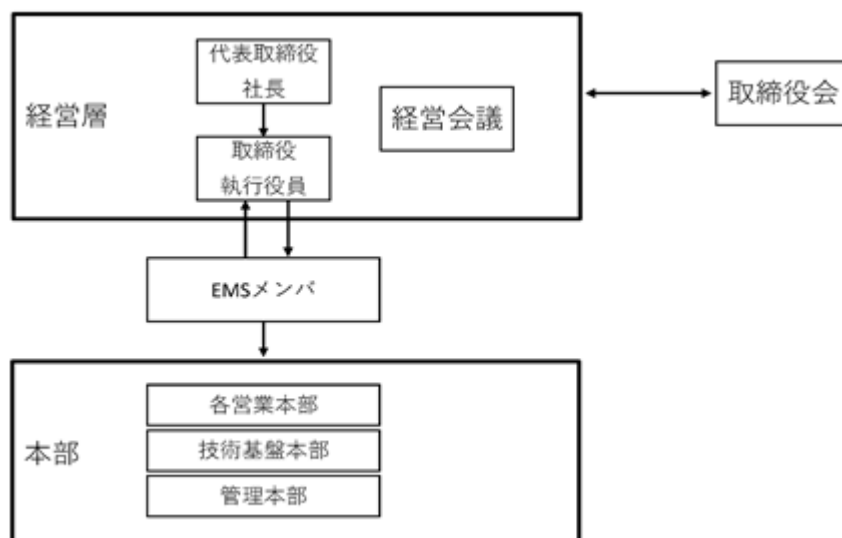 代表取締役
社長
経営層
経営会議
取締役会
取締役
執行役員
EMSメンバ
各営業本部
本部
技術基盤本部
管理本部